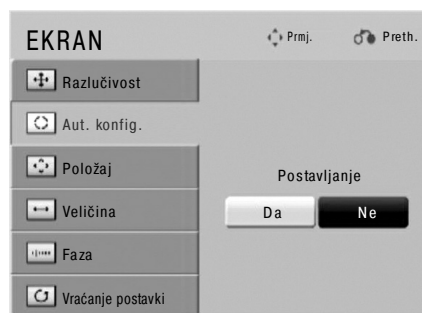 EKRAN
Prmj.
Preth.
Razlučivost
Aut. konfig.
Položaj
Veličina
Faza
Vraćanje postavki
Postavljanje
Da
Ne